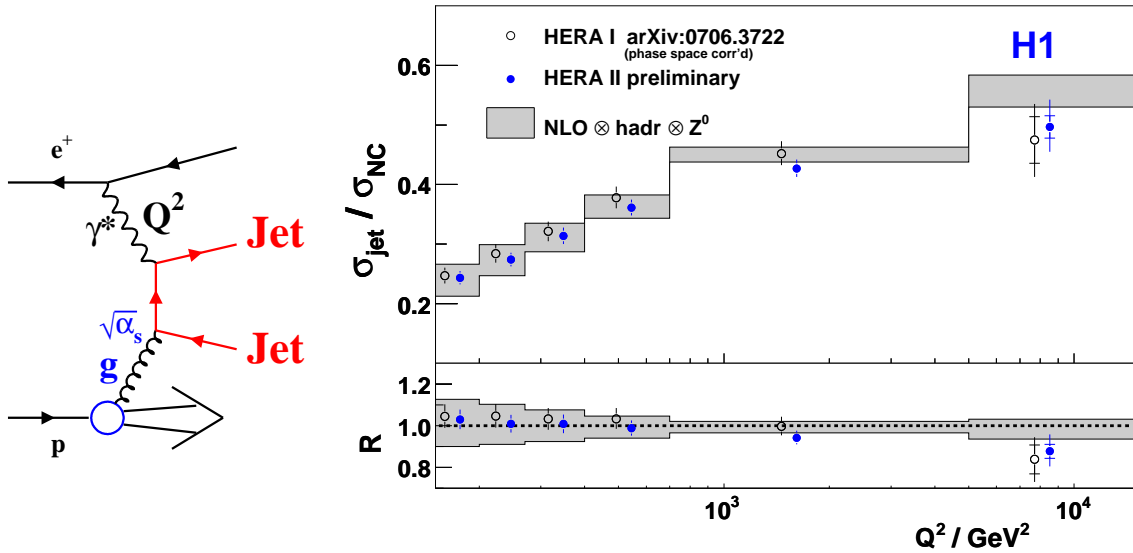 e+
γ*
Q²
Jet
√αs
g
Jet
p
HERA I arXiv:0706.3722
(phase space corr'd)
HERA II preliminary
NLO ⊗ hadr ⊗ Z⁰
H1
σjet / σNC
0.6
0.4
0.2
R
1.2
1.0
0.8
10³
10⁴
Q² / GeV²